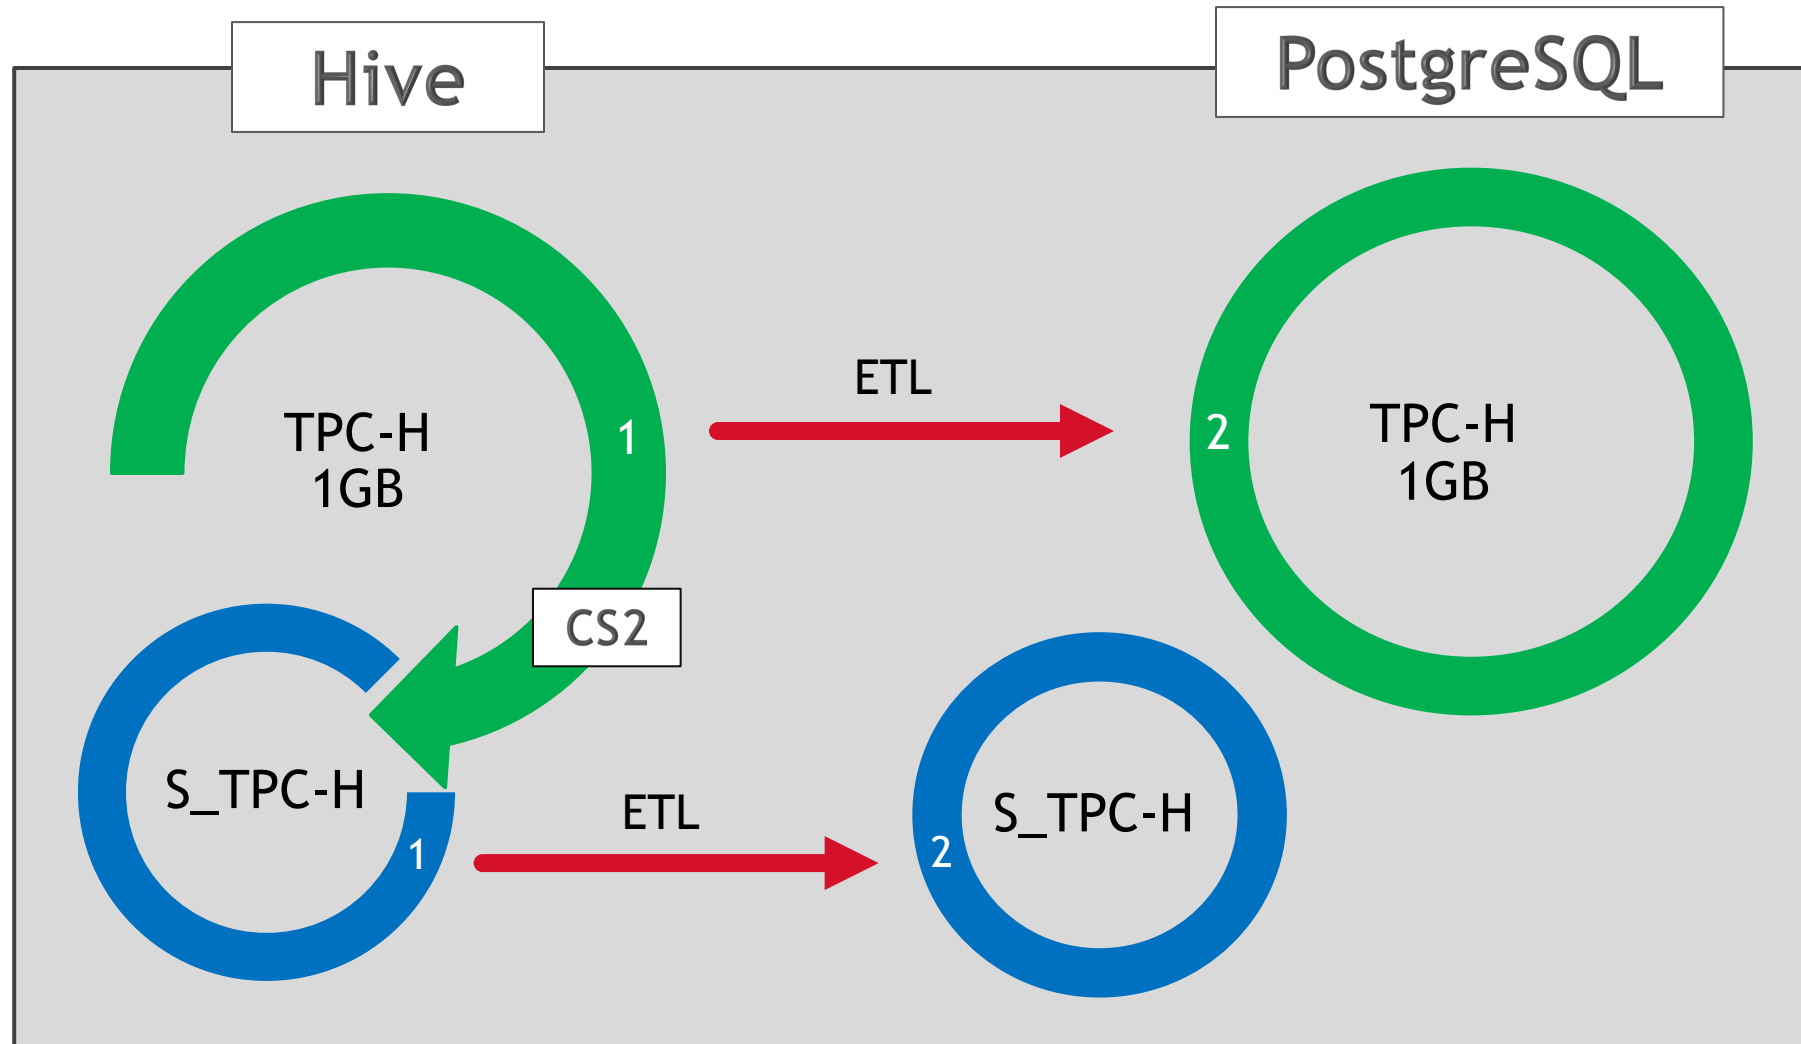 Hive
PostgreSQL
TPC-H
1GB
1
ETL
2
TPC-H
1GB
CS2
S_TPC-H
1
ETL
2
S_TPC-H